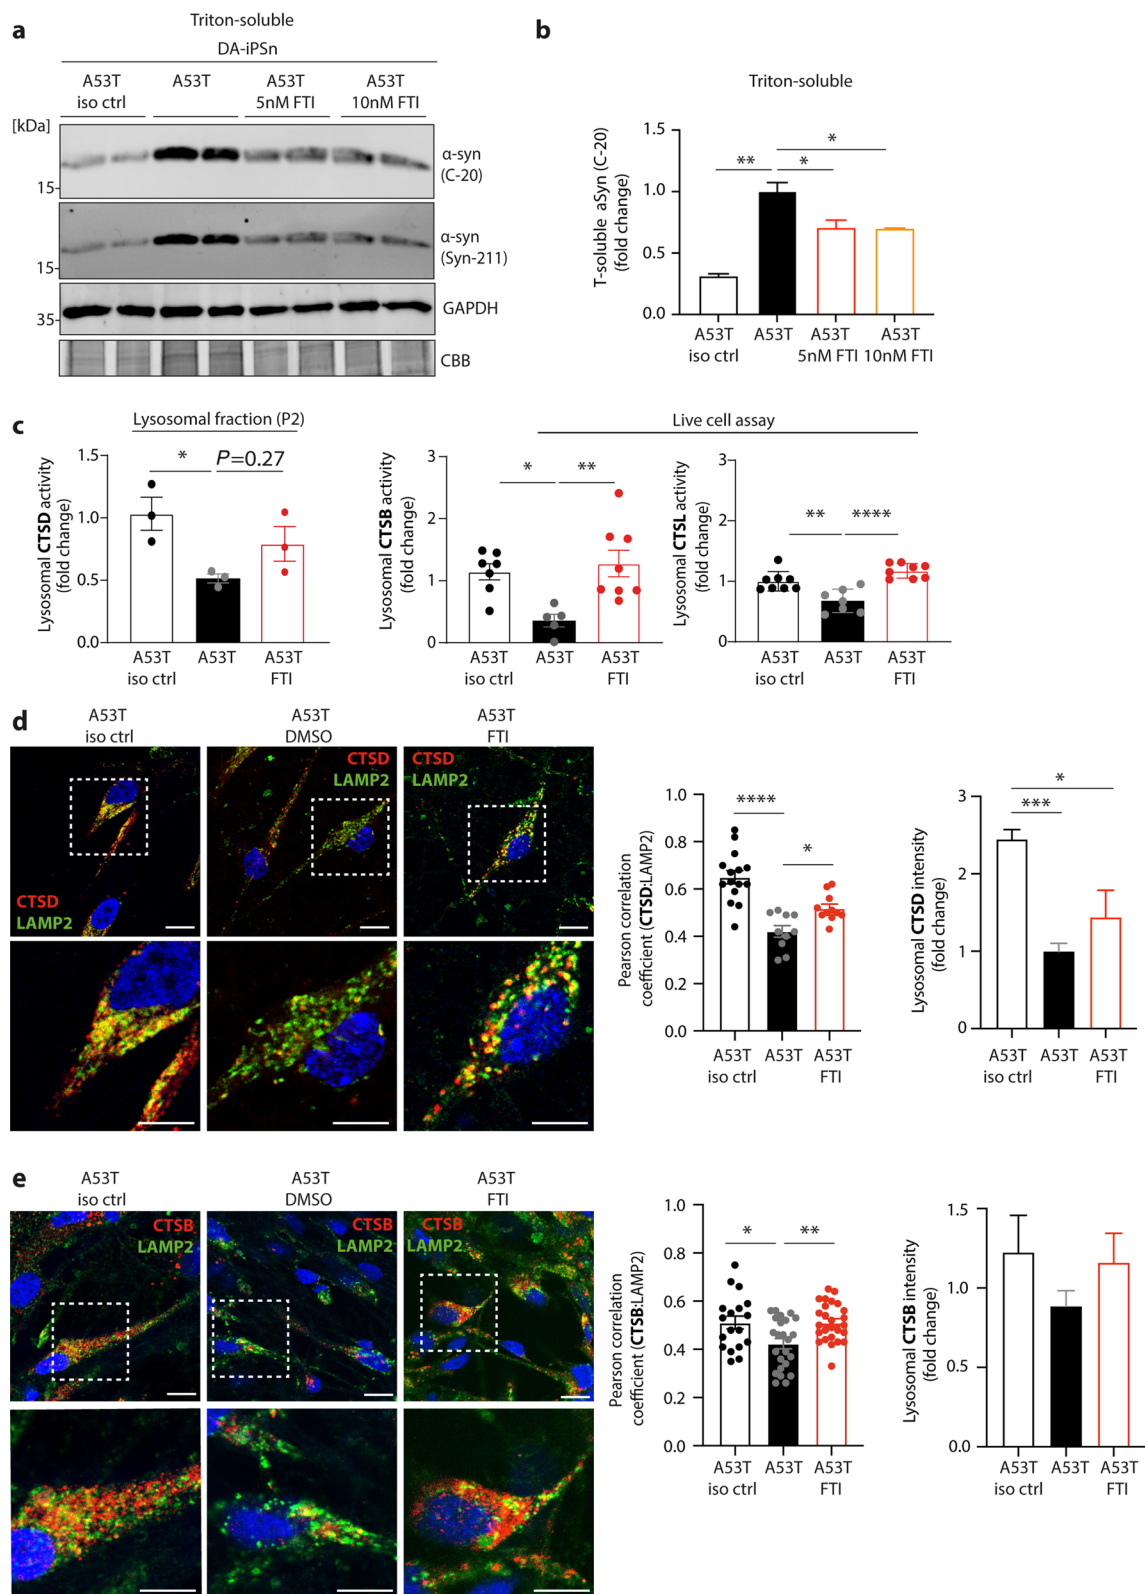 a
Triton-soluble
DA-iPSn
A53T
iso ctrl
A53T
A53T
5nM FTI
A53T
10nM FTI
[kDa]
α-syn
(C-20)
15
α-syn
(Syn-211)
15
GAPDH
35
CBB
b
Triton-soluble
T-soluble aSyn (C-20)
(fold change)
1.5
1.0
0.5
0.0
**
*
*
A53T
iso ctrl
A53T
A53T
5nM FTI
A53T
10nM FTI
c
Lysosomal fraction (P2)
Lysosomal CTSD activity
(fold change)
1.5
1.0
0.5
0.0
*
P=0.27
A53T
iso ctrl
A53T
A53T
FTI
Live cell assay
Lysosomal CTSB activity
(fold change)
3
2
1
0
*
**
A53T
iso ctrl
A53T
A53T
FTI
Lysosomal CTSL activity
(fold change)
3
2
1
0
**
****
A53T
iso ctrl
A53T
A53T
FTI
d
A53T
iso ctrl
A53T
DMSO
A53T
FTI
CTSD
LAMP2
CTSD
LAMP2
CTSD
LAMP2
Pearson correlation
coefficient (CTSD:LAMP2)
1.0
0.8
0.6
0.4
0.2
0.0
****
*
A53T
iso ctrl
A53T
A53T
FTI
Lysosomal CTSD intensity
(fold change)
3
2
1
0
*
***
A53T
iso ctrl
A53T
A53T
FTI
e
A53T
iso ctrl
A53T
DMSO
A53T
FTI
CTSB
LAMP2
CTSB
LAMP2
CTSB
LAMP2
Pearson correlation
coefficient (CTSB:LAMP2)
1.0
0.8
0.6
0.4
0.2
0.0
*
**
A53T
iso ctrl
A53T
A53T
FTI
Lysosomal CTSB intensity
(fold change)
1.5
1.0
0.5
0.0
A53T
iso ctrl
A53T
A53T
FTI